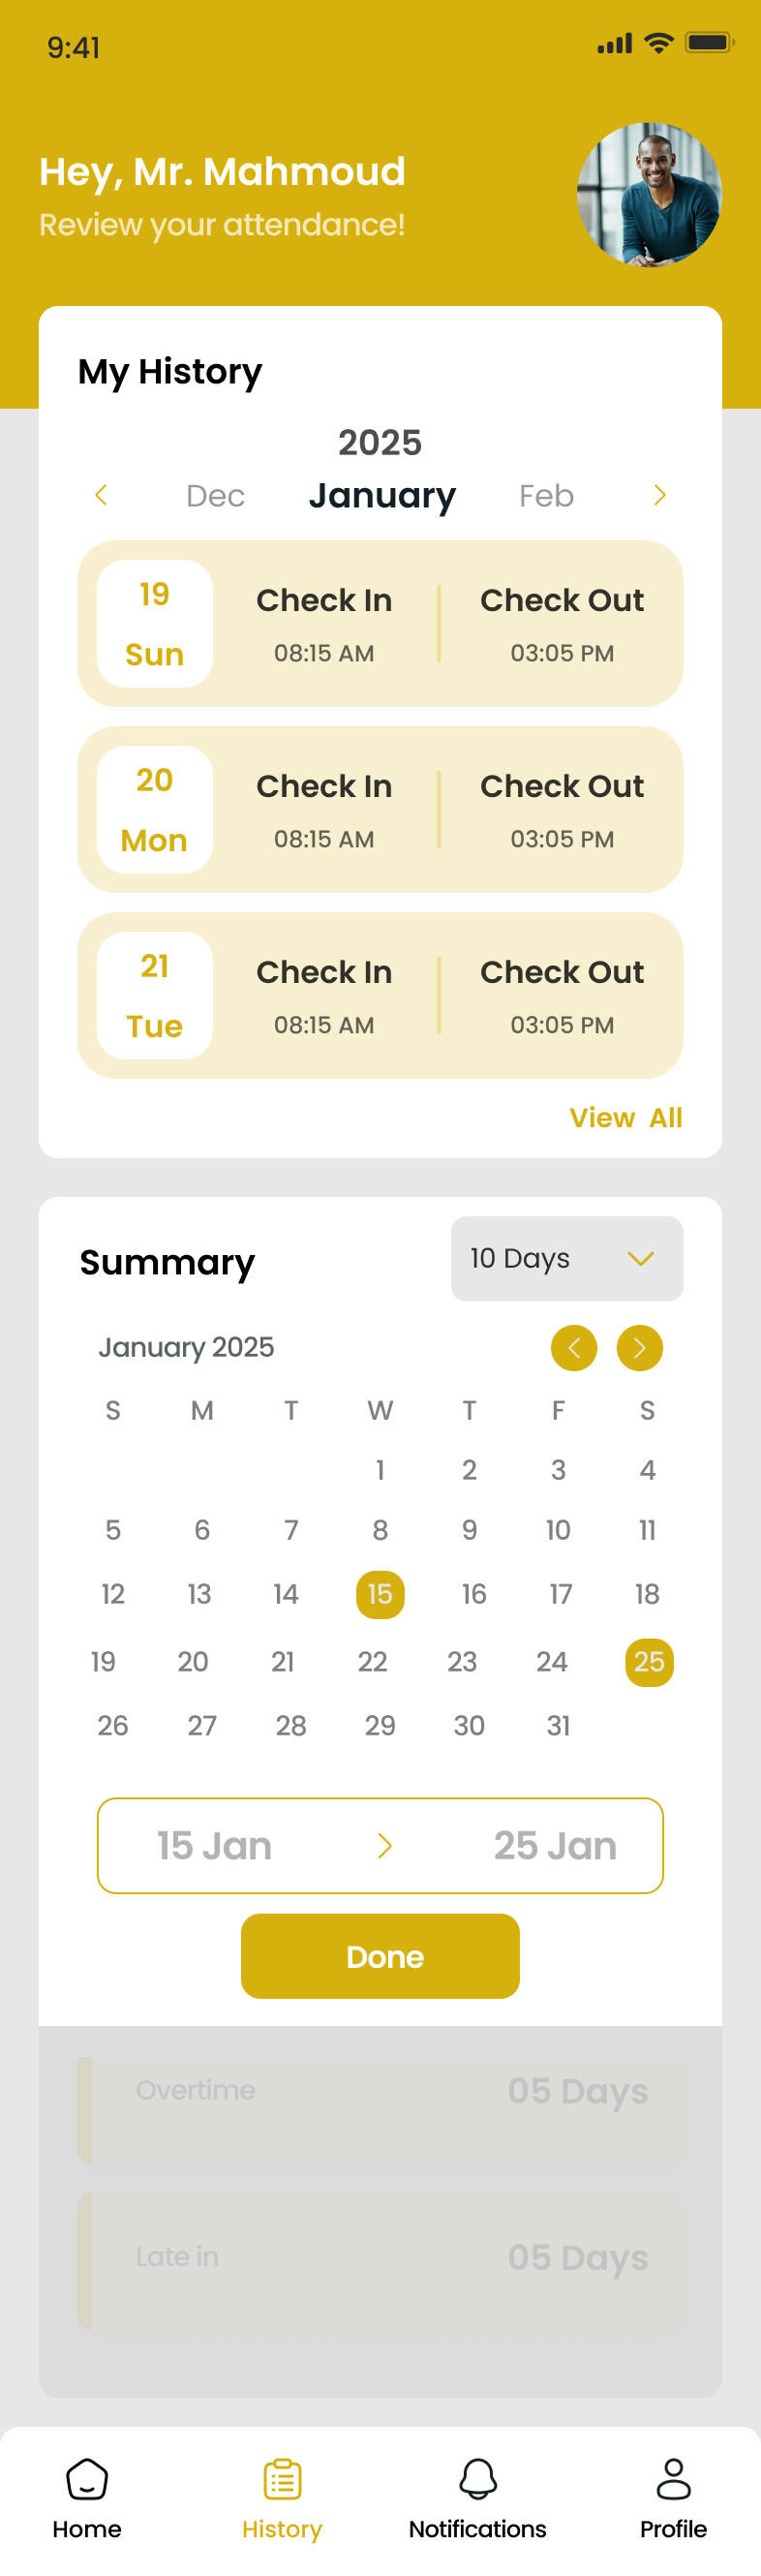 9:41
Hey, Mr. Mahmoud
Review your attendance!
My History
2025
Dec January Feb
19 Check In Check Out
Sun 08:15 AM 03:05 PM
20 Check In Check Out
Mon 08:15 AM 03:05 PM
21 Check In Check Out
Tue 08:15 AM 03:05 PM
View All
Summary 10 Days
January 2025
S M T W T F S
1 2 3 4
5 6 7 8 9 10 11
12 13 14 15 16 17 18
19 20 21 22 23 24 25
26 27 28 29 30 31
15 Jan 25 Jan
Done
Overtime 05 Days
Late in 05 Days
Home History Notifications Profile